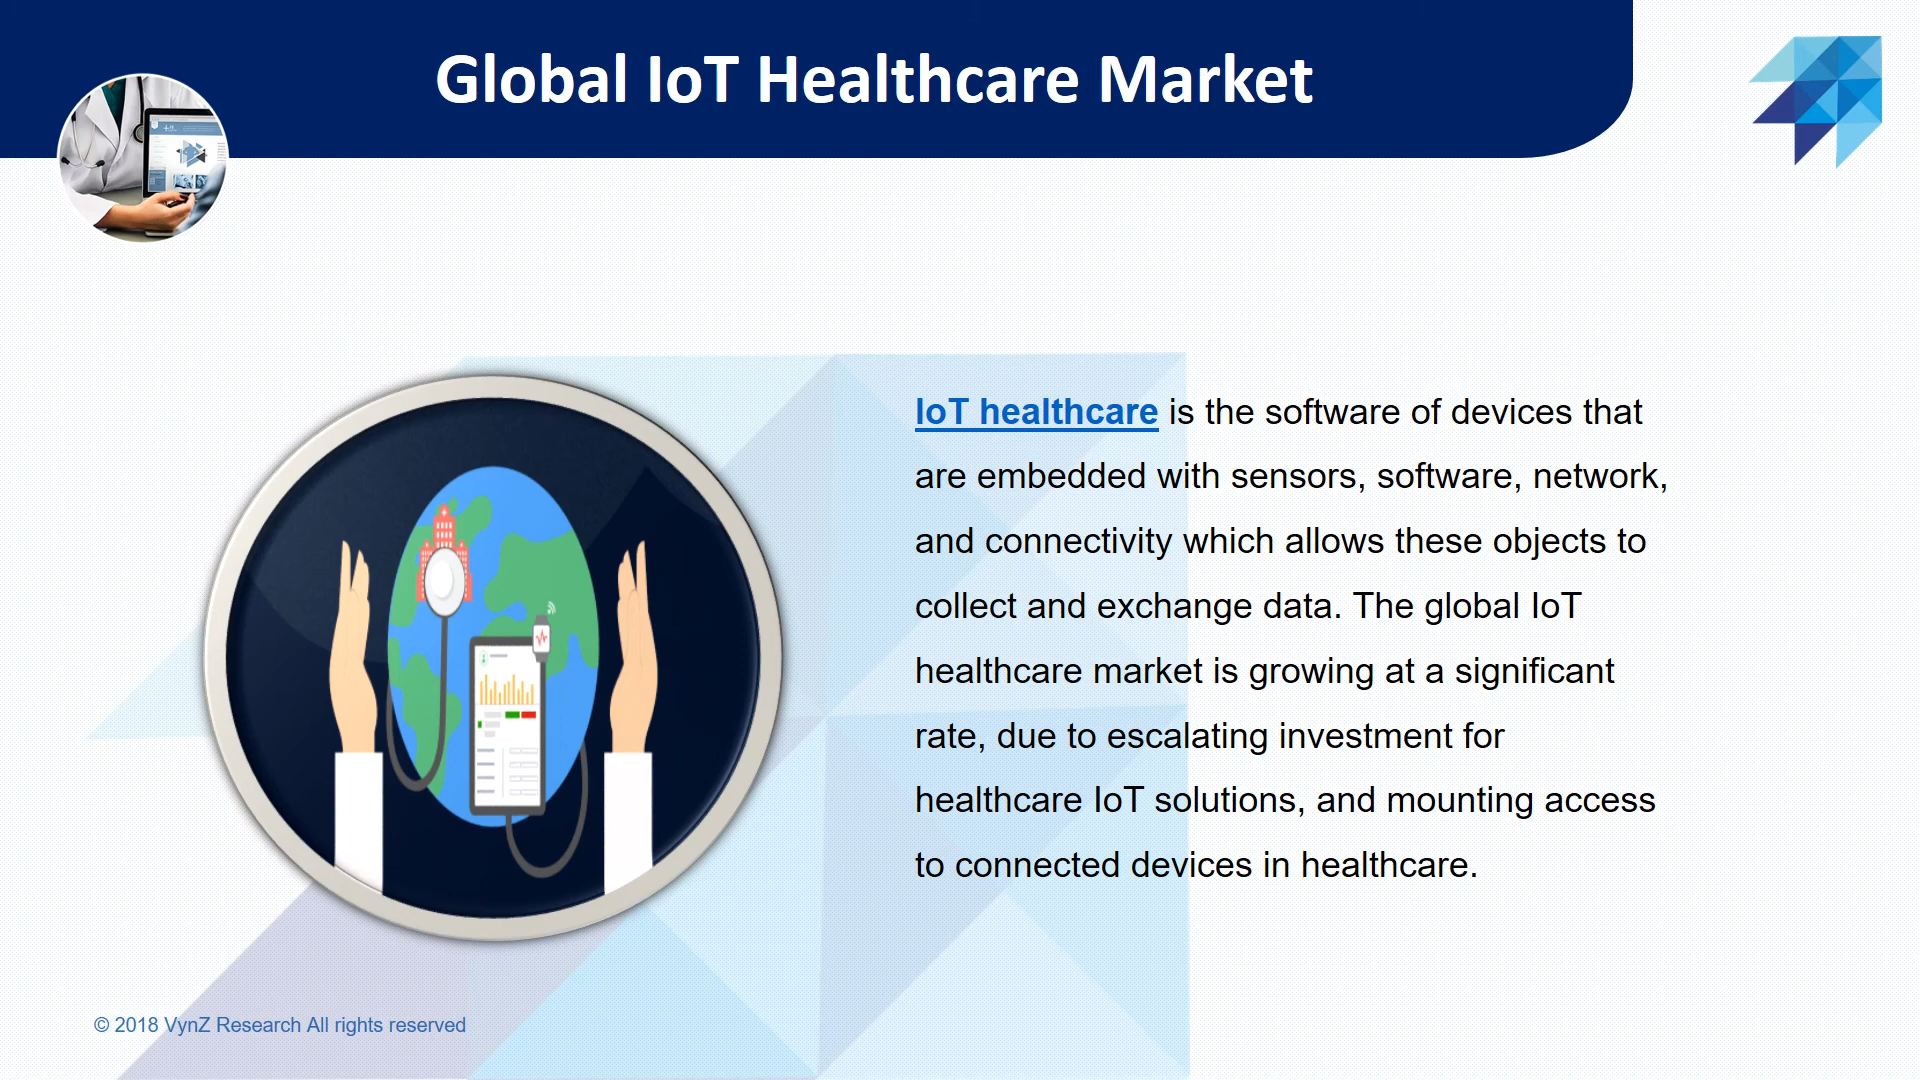 Global IoT Healthcare Market
IoT healthcare is the software of devices that
are embedded with sensors, software, network,
and connectivity which allows these objects to
collect and exchange data. The global IoT
healthcare market is growing at a significant
rate, due to escalating investment for
healthcare IoT solutions, and mounting access
to connected devices in healthcare.
© 2018 VynZ Research All rights reserved